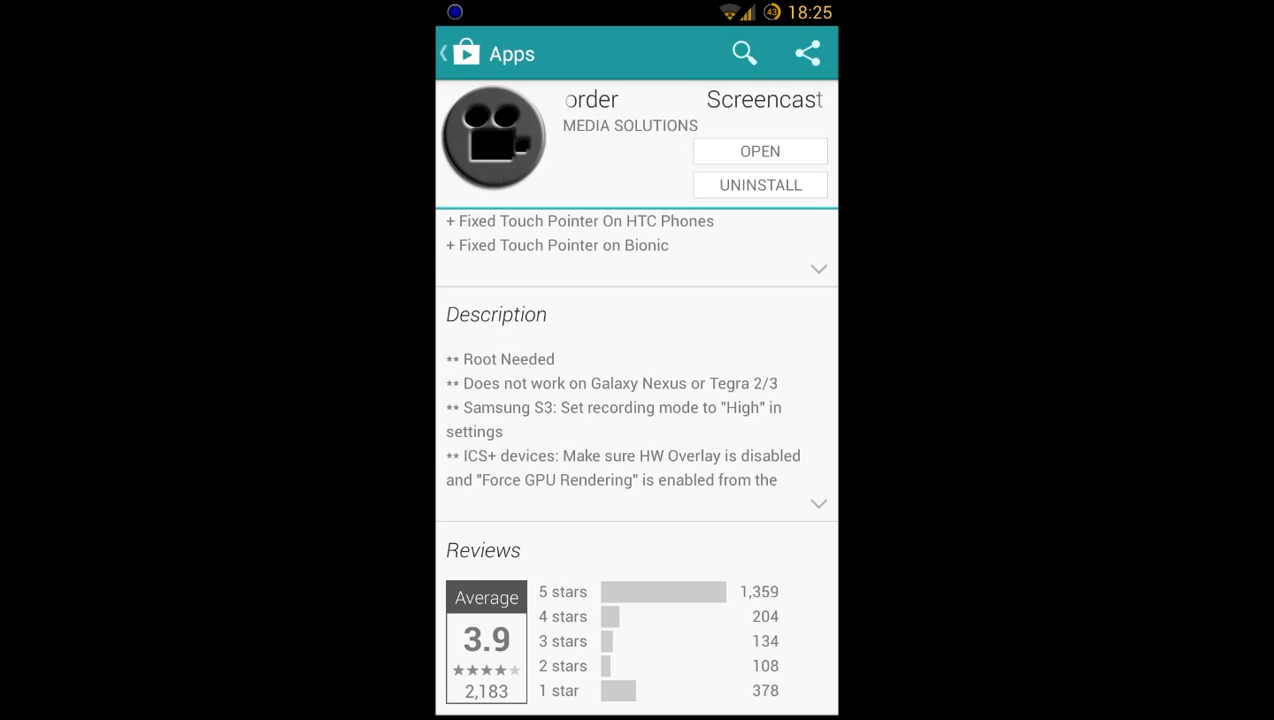 43 18:25
Apps
order Screencast
MEDIA SOLUTIONS
OPEN
UNINSTALL
+ Fixed Touch Pointer On HTC Phones
+ Fixed Touch Pointer on Bionic
Description
** Root Needed
** Does not work on Galaxy Nexus or Tegra 2/3
** Samsung S3: Set recording mode to "High" in
settings
** ICS+ devices: Make sure HW Overlay is disabled
and "Force GPU Rendering" is enabled from the
Reviews
Average
3.9
2,183
5 stars 1,359
4 stars 204
3 stars 134
2 stars 108
1 star 378